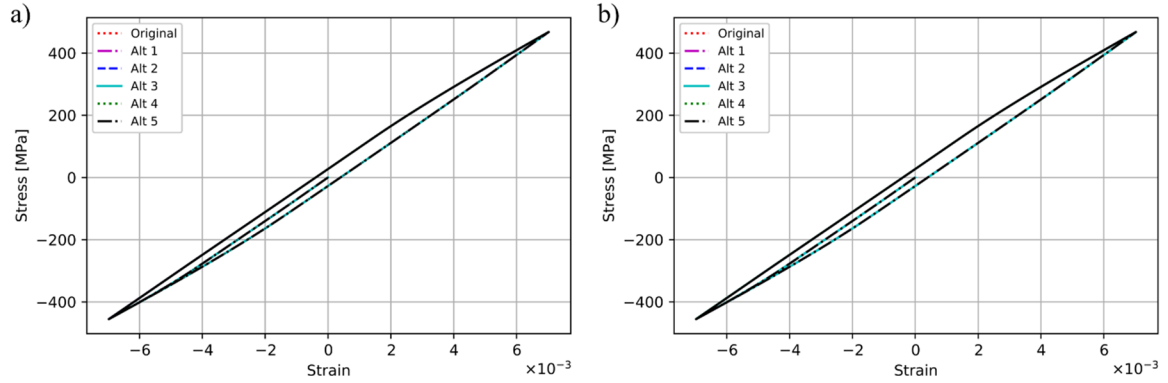 a)
Original
Alt 1
Alt 2
Alt 3
Alt 4
Alt 5
400
200
0
−200
−400
Stress [MPa]
−6 −4 −2 0 2 4 6
Strain
×10⁻³
b)
Original
Alt 1
Alt 2
Alt 3
Alt 4
Alt 5
400
200
0
−200
−400
Stress [MPa]
−6 −4 −2 0 2 4 6
Strain
×10⁻³